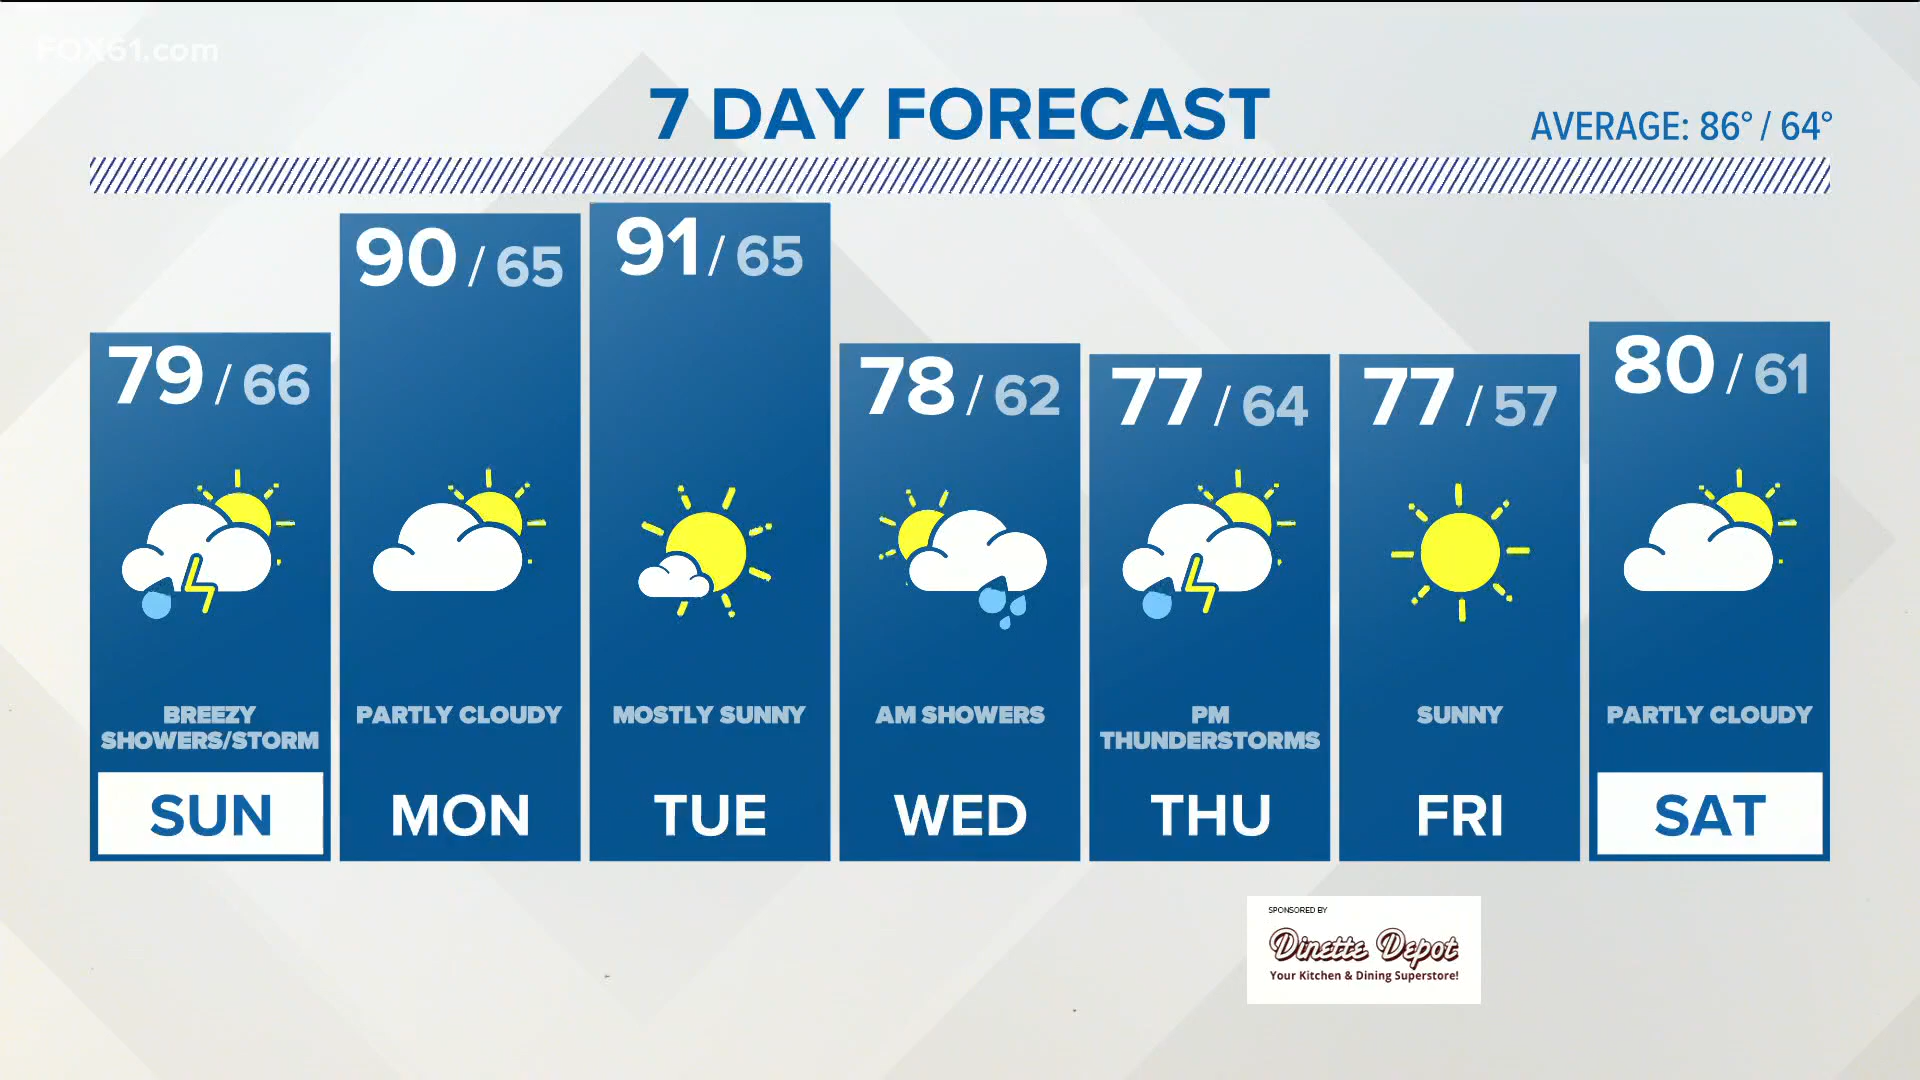 FOX61.com
7 DAY FORECAST
AVERAGE: 86° / 64°
79 / 66
90 / 65
91 / 65
78 / 62
77 / 64
77 / 57
80 / 61
BREEZY
SHOWERS/STORM
PARTLY CLOUDY
MOSTLY SUNNY
AM SHOWERS
PM
THUNDERSTORMS
SUNNY
PARTLY CLOUDY
SUN
MON
TUE
WED
THU
FRI
SAT
SPONSORED BY
Dinette Depot
Your Kitchen & Dining Superstore!